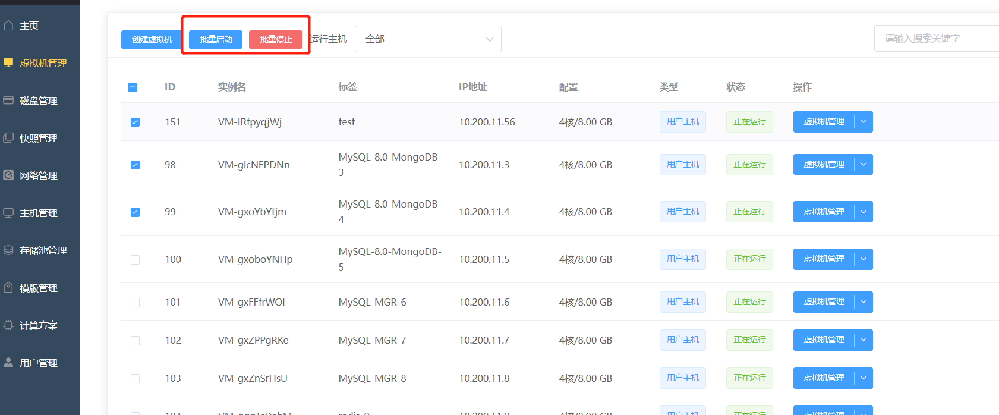 主页
虚拟机管理
磁盘管理
快照管理
网络管理
主机管理
存储池管理
模版管理
计算方案
用户管理
创建虚拟机 批量启动 批量停止 运行主机 全部 请输入搜索关键字
ID 实例名 标签 IP地址 配置 类型 状态 操作
151 VM-IRfpyqjWj test 10.200.11.56 4核/8.00 GB 用户主机 正在运行 虚拟机管理
98 VM-glcNEPDNn MySQL-8.0-MongoDB-
3 10.200.11.3 4核/8.00 GB 用户主机 正在运行 虚拟机管理
99 VM-gxoYbYtjm MySQL-8.0-MongoDB-
4 10.200.11.4 4核/8.00 GB 用户主机 正在运行 虚拟机管理
100 VM-gxoboYNHp MySQL-8.0-MongoDB-
5 10.200.11.5 4核/8.00 GB 用户主机 正在运行 虚拟机管理
101 VM-gxFFfrWOI MySQL-MGR-6 10.200.11.6 4核/8.00 GB 用户主机 正在运行 虚拟机管理
102 VM-gxZPPgRKe MySQL-MGR-7 10.200.11.7 4核/8.00 GB 用户主机 正在运行 虚拟机管理
103 VM-gxZnSrHsU MySQL-MGR-8 10.200.11.8 4核/8.00 GB 用户主机 正在运行 虚拟机管理